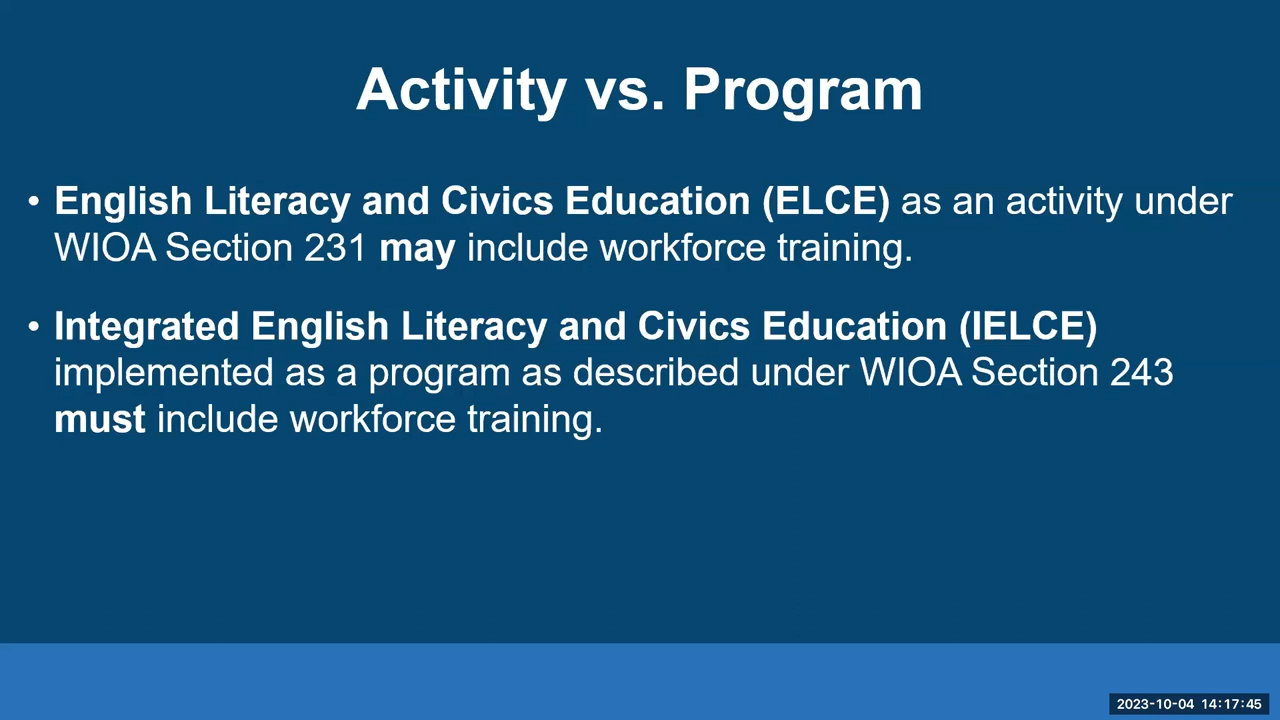 Activity vs. Program
• English Literacy and Civics Education (ELCE) as an activity under
WIOA Section 231 may include workforce training.
• Integrated English Literacy and Civics Education (IELCE)
implemented as a program as described under WIOA Section 243
must include workforce training.
2023-10-04 14:17:45